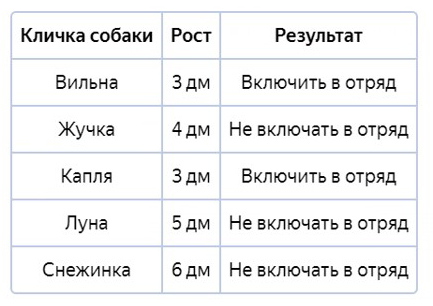 Кличка собаки Рост Результат
Вильна 3 дм Включить в отряд
Жучка 4 дм Не включать в отряд
Капля 3 дм Включить в отряд
Луна 5 дм Не включать в отряд
Снежинка 6 дм Не включать в отряд